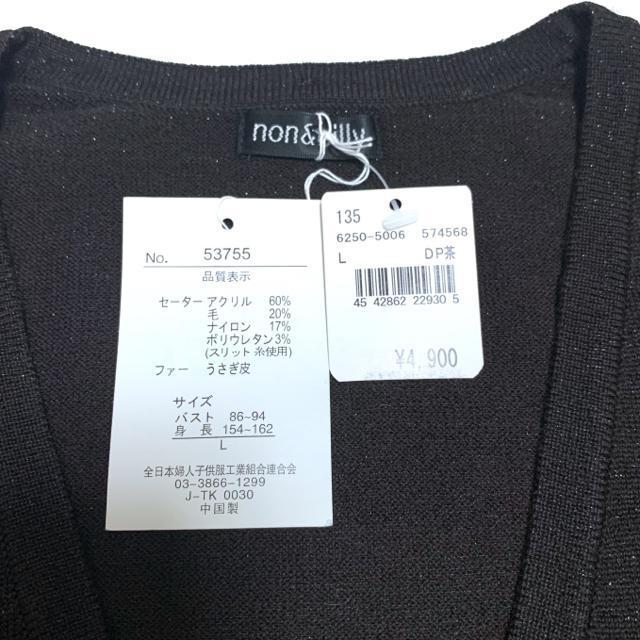 non&
No. 53755
品質表示
セーター アクリル 60%
毛 20%
ナイロン 17%
ポリウレタン 3%
(スリット糸使用)
ファー うさぎ皮
サイズ
バスト 86~94
身長 154~162
L
全日本婦人子供服工業組合連合会
03-3866-1299
J-TK 0030
中国製
135
6250-5006 574568
L DP茶
45 42862 22930 5
¥4,900